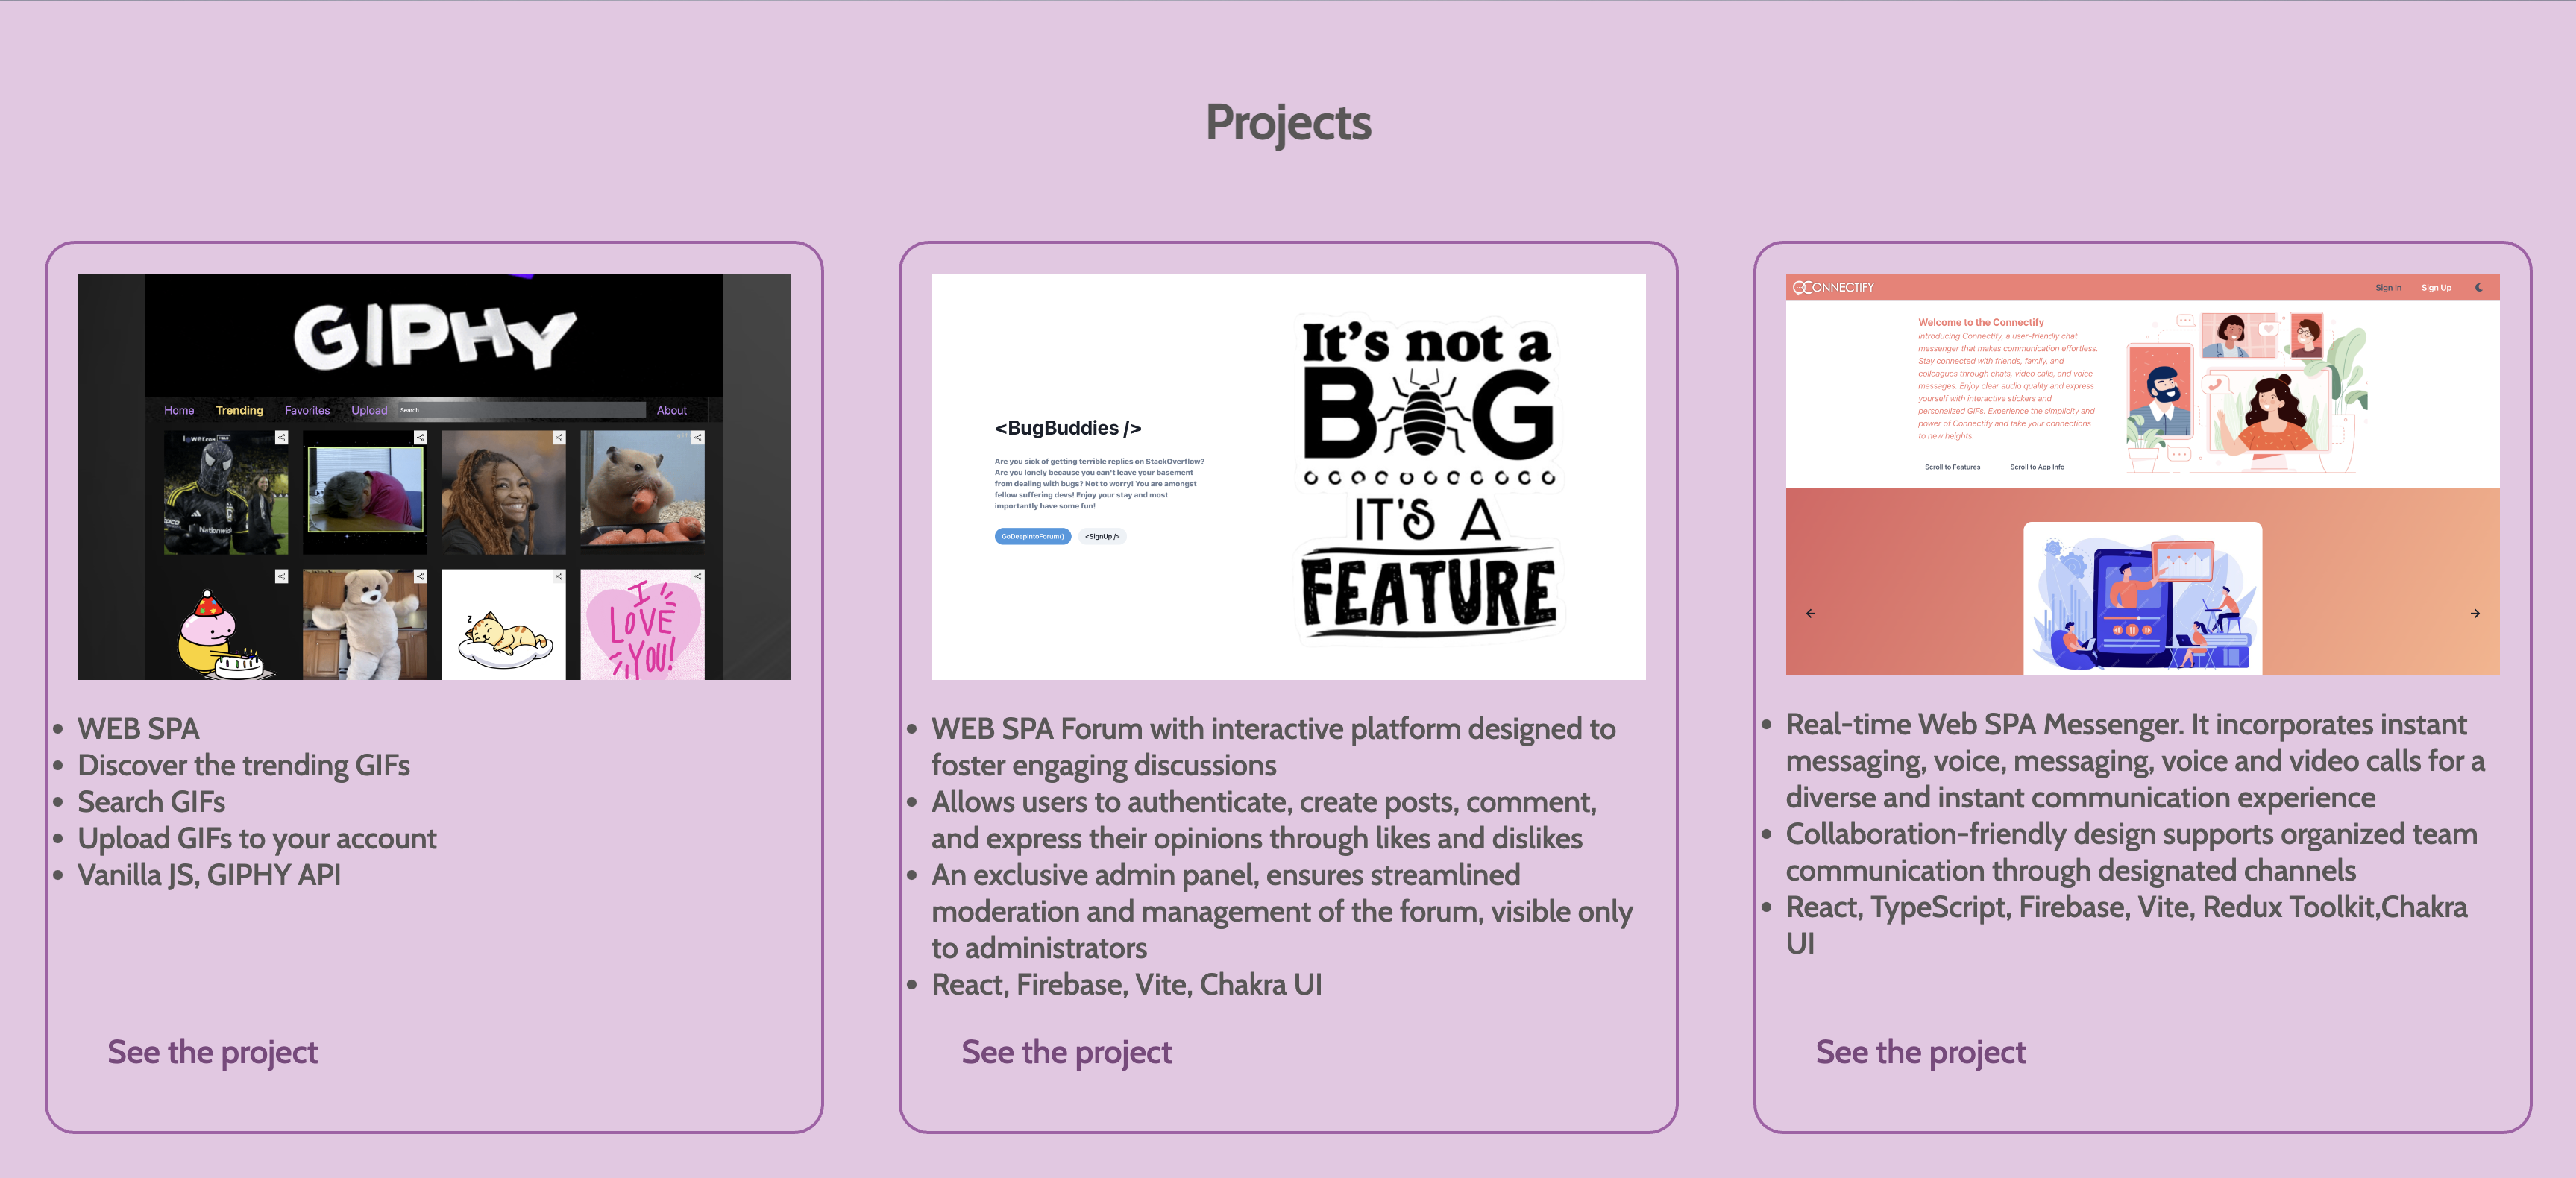 Projects
GIPHY
Home Trending Favorites Upload Search About
lower.com
Nationwide
I
LOVE
YOU!
WEB SPA
Discover the trending GIFs
Search GIFs
Upload GIFs to your account
Vanilla JS, GIPHY API
See the project
<BugBuddies />
Are you sick of getting terrible replies on StackOverflow?
Are you lonely because you can't leave your basement
from dealing with bugs? Not to worry! You are amongst
fellow suffering devs! Enjoy your stay and most
importantly have some fun!
GoDeepIntoForum() <SignUp />
It's not a
BUG
IT'S A
FEATURE
WEB SPA Forum with interactive platform designed to
foster engaging discussions
Allows users to authenticate, create posts, comment,
and express their opinions through likes and dislikes
An exclusive admin panel, ensures streamlined
moderation and management of the forum, visible only
to administrators
React, Firebase, Vite, Chakra UI
See the project
CONNECTIFY Sign In Sign Up
Welcome to the Connectify
Introducing Connectify, a user-friendly chat
messenger that makes communication effortless.
Stay connected with friends, family, and
colleagues through chats, video calls, and voice
messages. Enjoy clear audio quality and express
yourself with interactive stickers and
personalized GIFs. Experience the simplicity and
power of Connectify and take your connections
to new heights.
Scroll to Features Scroll to App Info
Real-time Web SPA Messenger. It incorporates instant
messaging, voice, messaging, voice and video calls for a
diverse and instant communication experience
Collaboration-friendly design supports organized team
communication through designated channels
React, TypeScript, Firebase, Vite, Redux Toolkit,Chakra
UI
See the project